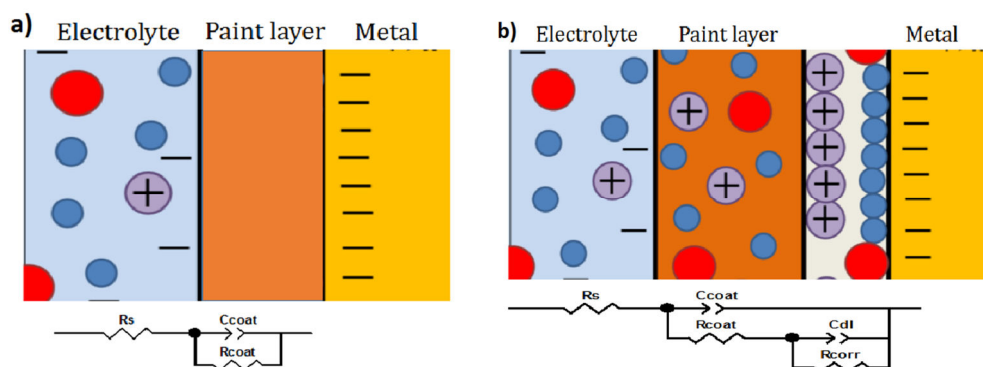 a)
Electrolyte Paint layer Metal
Rs
Ccoat
Rcoat
b)
Electrolyte Paint layer Metal
Rs
Ccoat
Rcoat
Cdl
Rcorr